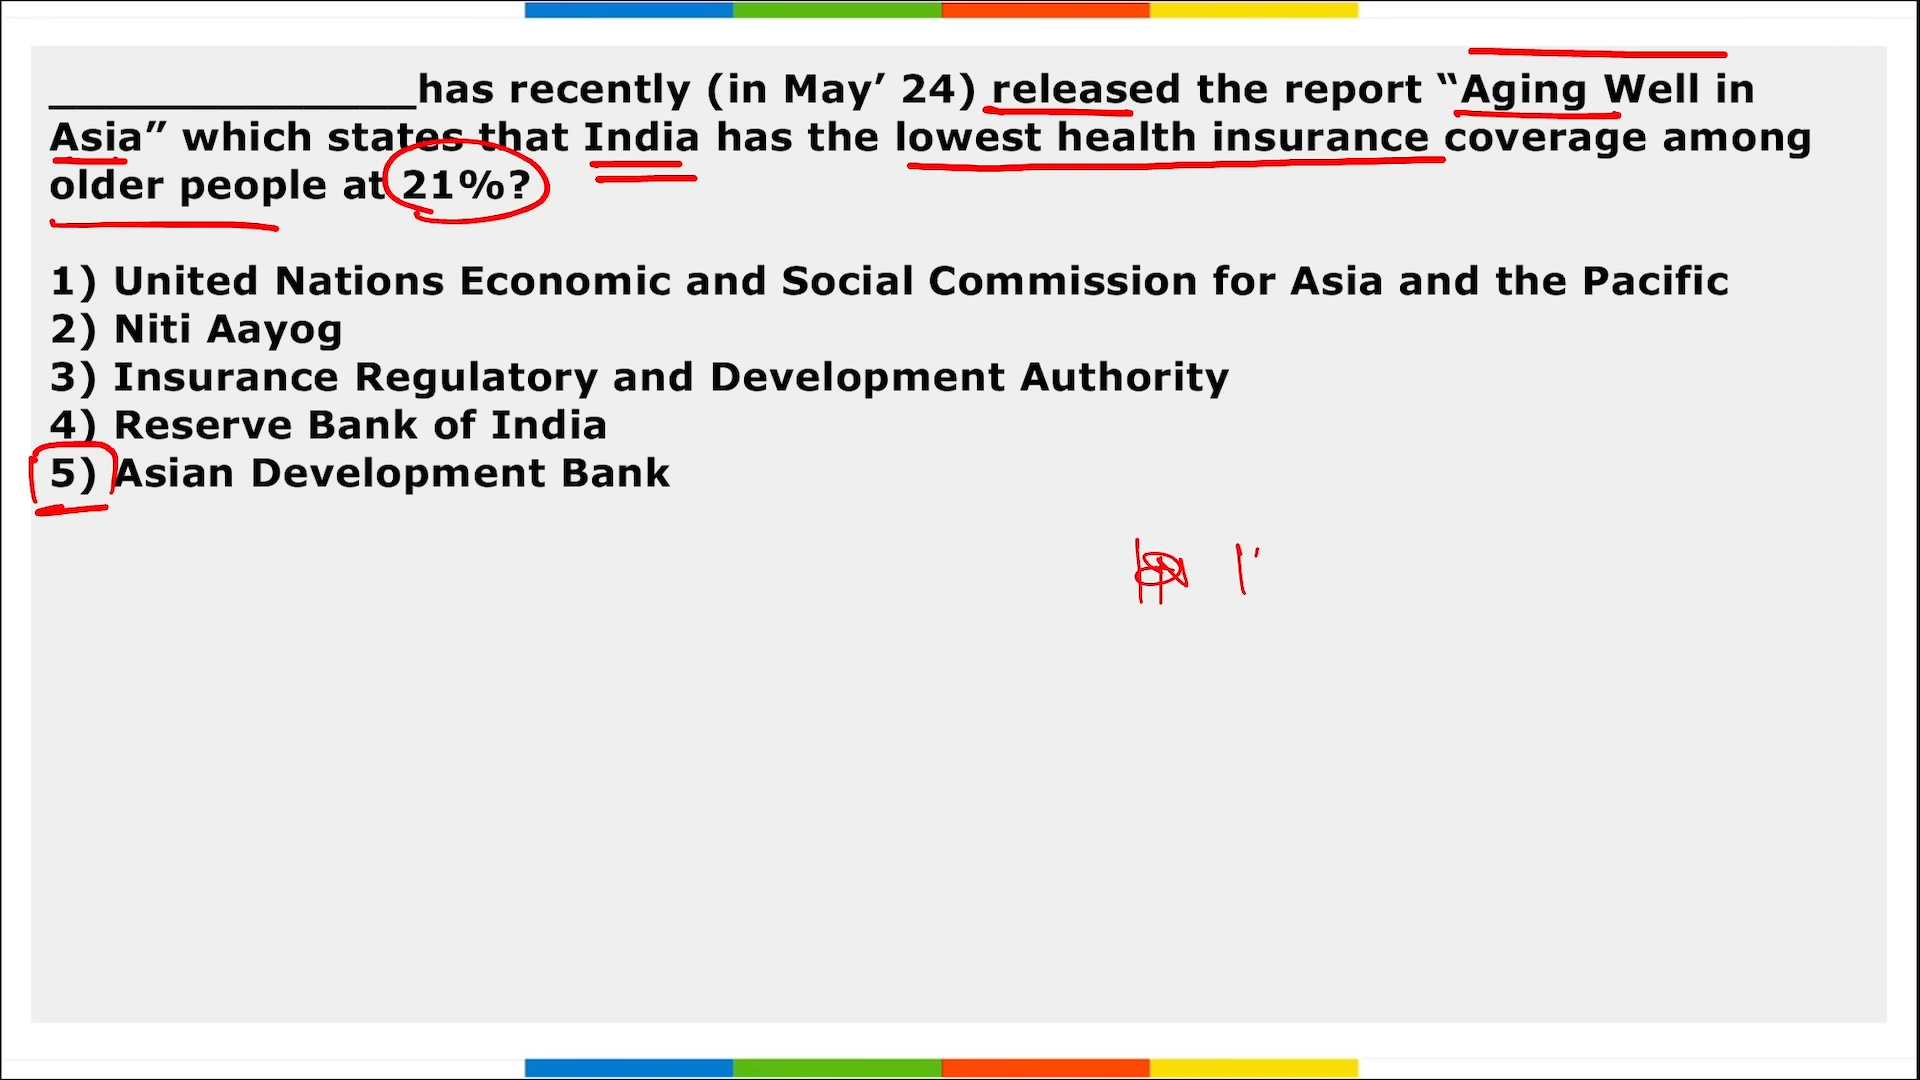 _______________has recently (in May’ 24) released the report “Aging Well in
Asia” which states that India has the lowest health insurance coverage among
older people at 21%?
1) United Nations Economic and Social Commission for Asia and the Pacific
2) Niti Aayog
3) Insurance Regulatory and Development Authority
4) Reserve Bank of India
5) Asian Development Bank